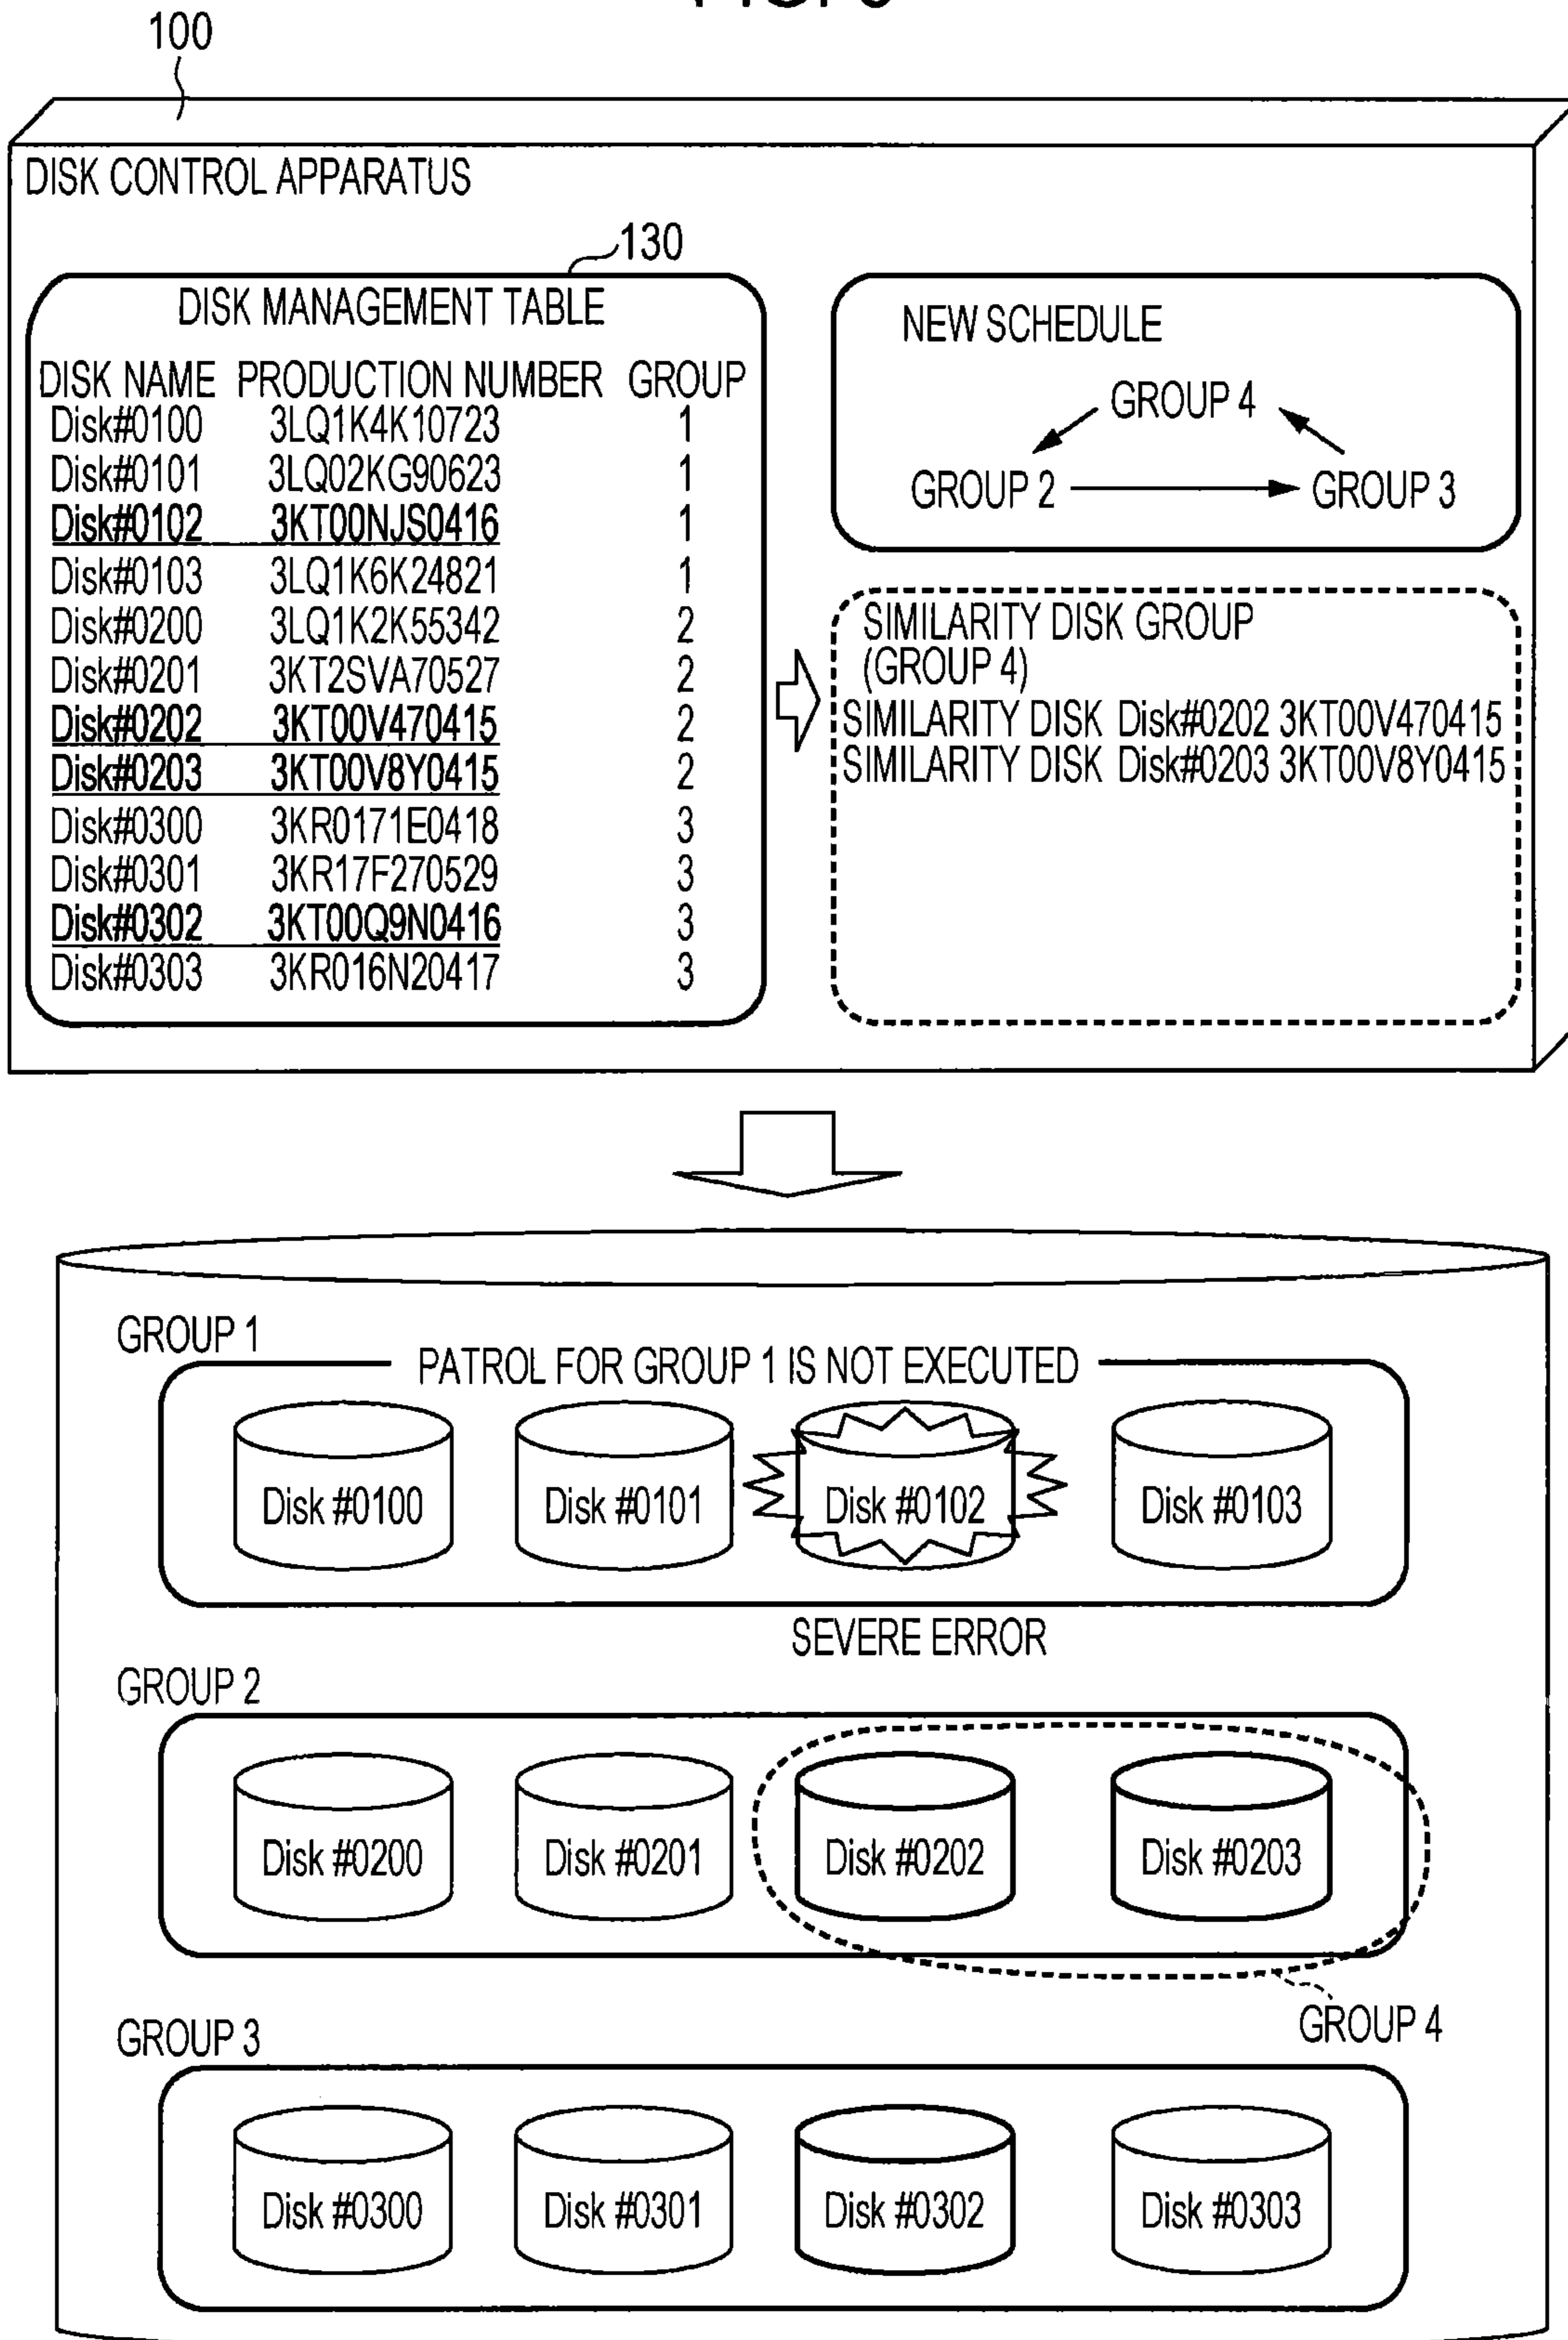 100
DISK CONTROL APPARATUS
130
DISK MANAGEMENT TABLE
DISK NAME PRODUCTION NUMBER GROUP
Disk#0100 3LQ1K4K10723 1
Disk#0101 3LQ02KG90623 1
Disk#0102 3KT00NJS0416 1
Disk#0103 3LQ1K6K24821 1
Disk#0200 3LQ1K2K55342 2
Disk#0201 3KT2SVA70527 2
Disk#0202 3KT00V470415 2
Disk#0203 3KT00V8Y0415 2
Disk#0300 3KR0171E0418 3
Disk#0301 3KR17F270529 3
Disk#0302 3KT00Q9N0416 3
Disk#0303 3KR016N20417 3
NEW SCHEDULE
GROUP 4
GROUP 2 GROUP 3
SIMILARITY DISK GROUP
(GROUP 4)
SIMILARITY DISK Disk#0202 3KT00V470415
SIMILARITY DISK Disk#0203 3KT00V8Y0415
GROUP 1
PATROL FOR GROUP 1 IS NOT EXECUTED
Disk #0100 Disk #0101 Disk #0102 Disk #0103
SEVERE ERROR
GROUP 2
Disk #0200 Disk #0201 Disk #0202 Disk #0203
GROUP 4
GROUP 3
Disk #0300 Disk #0301 Disk #0302 Disk #0303